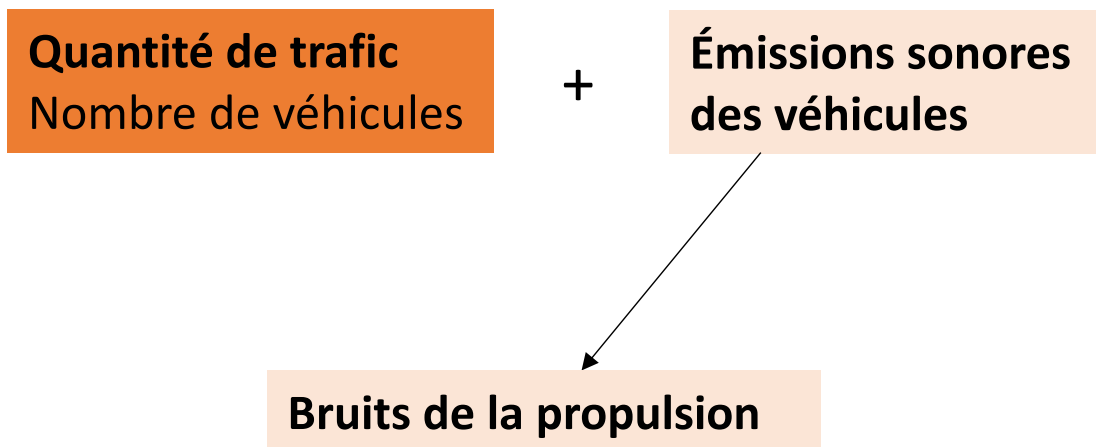 Quantité de trafic
Nombre de véhicules
+
Émissions sonores
des véhicules
Bruits de la propulsion